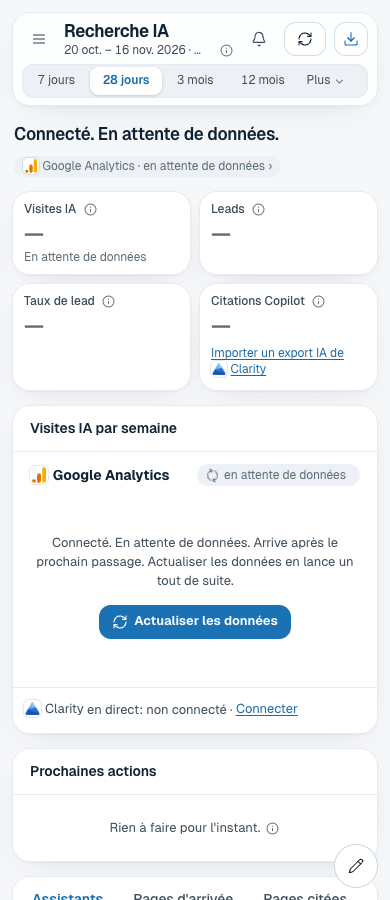 Recherche IA
20 oct. – 16 nov. 2026 · ...
7 jours
28 jours
3 mois
12 mois
Plus
Connecté. En attente de données.
Google Analytics · en attente de données ›
Visites IA
—
En attente de données
Leads
—
Taux de lead
—
Citations Copilot
—
Importer un export IA de
Clarity
Visites IA par semaine
Google Analytics
en attente de données
Connecté. En attente de données. Arrive après le
prochain passage. Actualiser les données en lance un
tout de suite.
Actualiser les données
Clarity en direct: non connecté · Connecter
Prochaines actions
Rien à faire pour l'instant.
Assistants
Pages d'arrivée
Pages citées